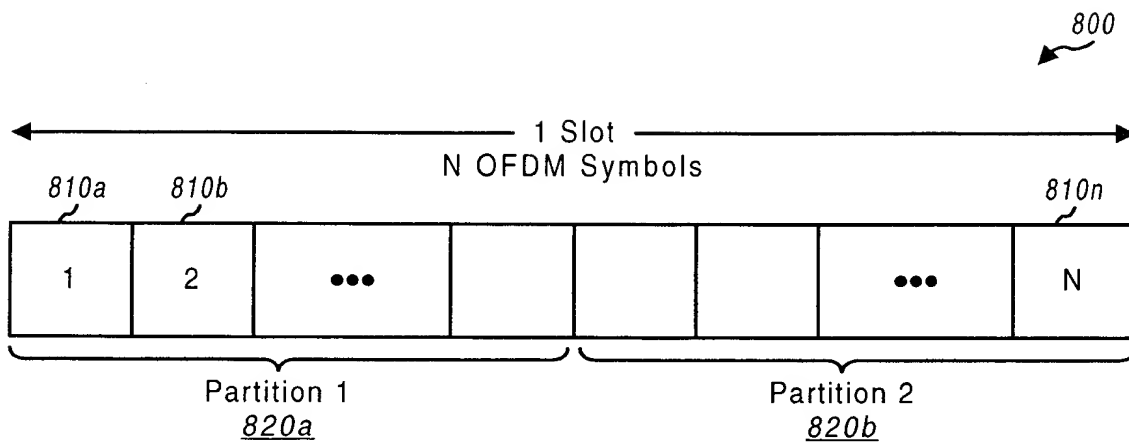 800
1 Slot
N OFDM Symbols
810a 810b 810n
1 2 ••• ••• N
Partition 1 Partition 2
820a 820b